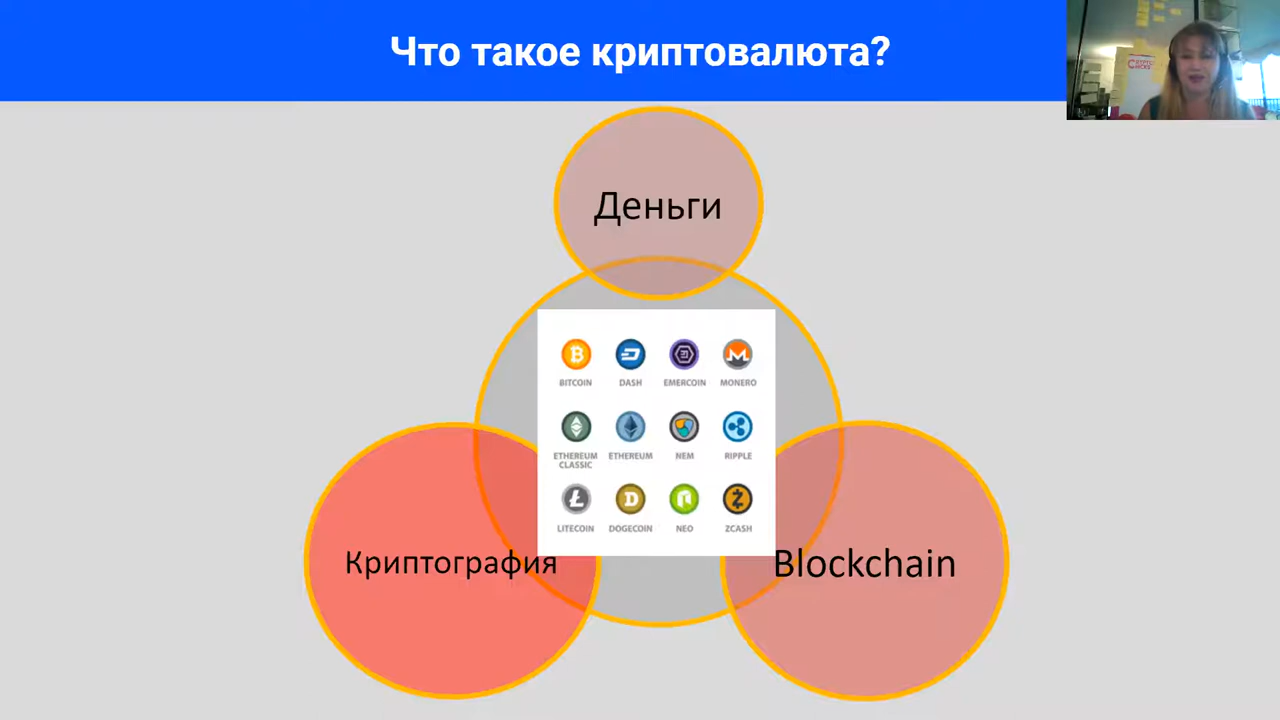 Что такое криптовалюта?
Деньги
BITCOIN DASH EMERCOIN MONERO
ETHEREUM CLASSIC ETHEREUM NEM RIPPLE
LITECOIN DOGECOIN NEO ZCASH
Криптография
Blockchain